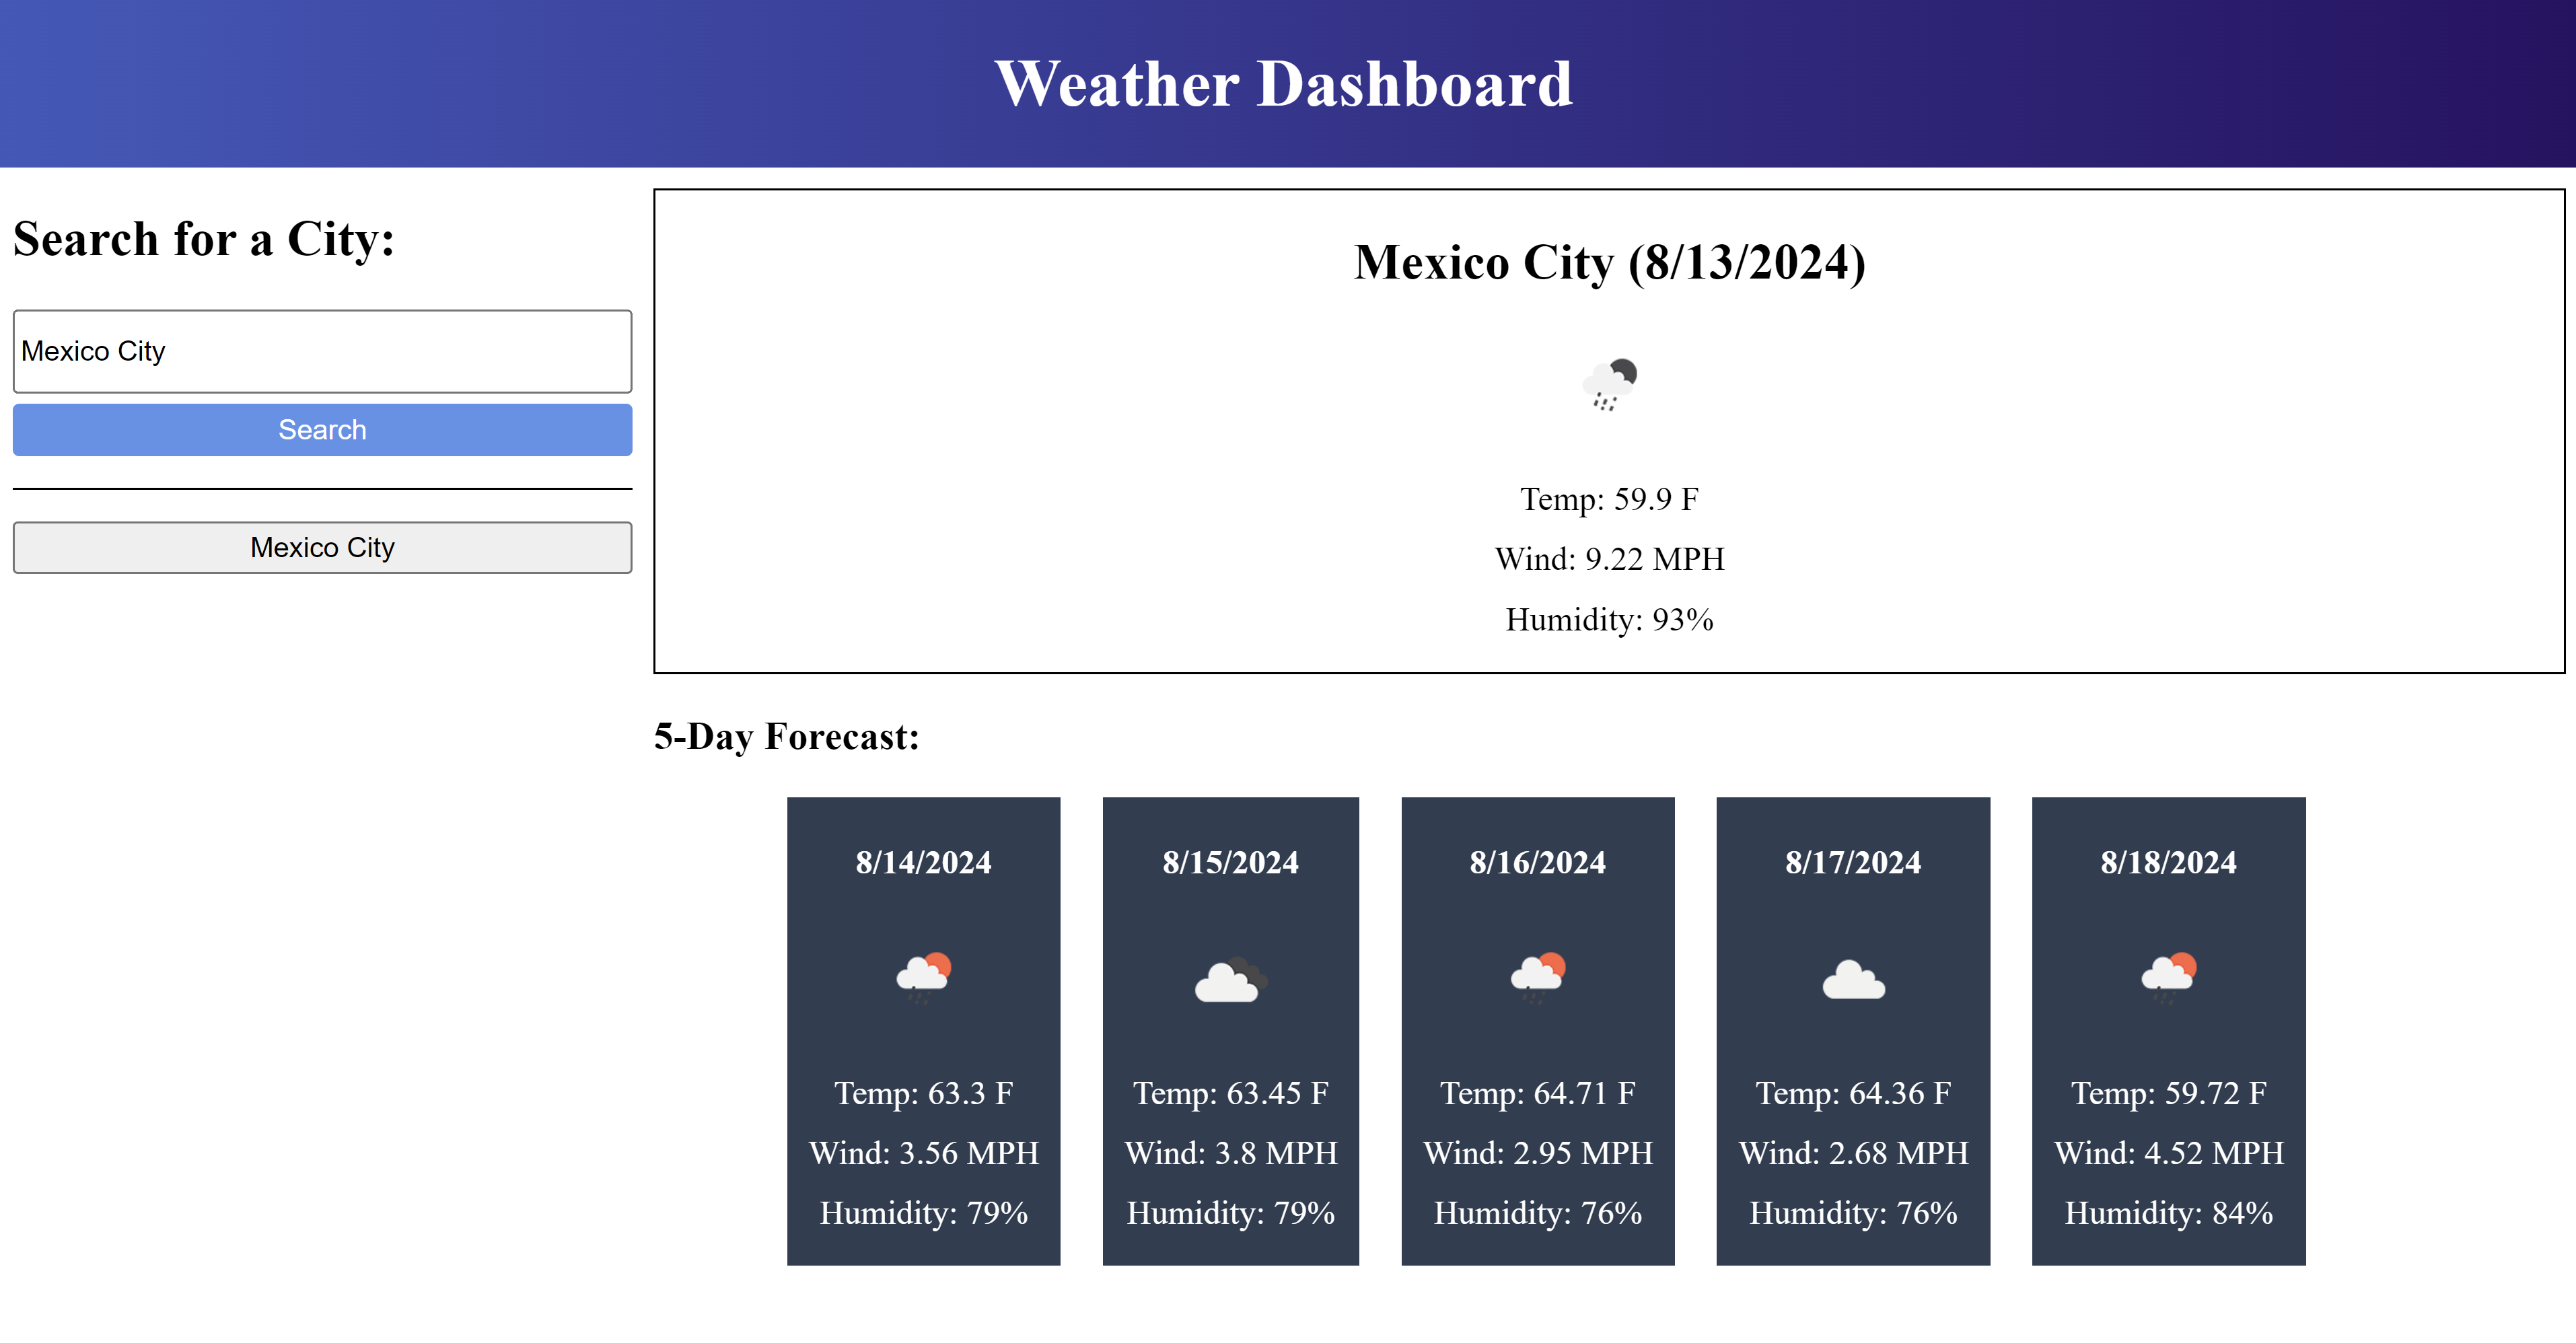 Weather Dashboard
Search for a City:
Mexico City
Search
Mexico City
Mexico City (8/13/2024)
Temp: 59.9 F
Wind: 9.22 MPH
Humidity: 93%
5-Day Forecast:
8/14/2024
Temp: 63.3 F
Wind: 3.56 MPH
Humidity: 79%
8/15/2024
Temp: 63.45 F
Wind: 3.8 MPH
Humidity: 79%
8/16/2024
Temp: 64.71 F
Wind: 2.95 MPH
Humidity: 76%
8/17/2024
Temp: 64.36 F
Wind: 2.68 MPH
Humidity: 76%
8/18/2024
Temp: 59.72 F
Wind: 4.52 MPH
Humidity: 84%